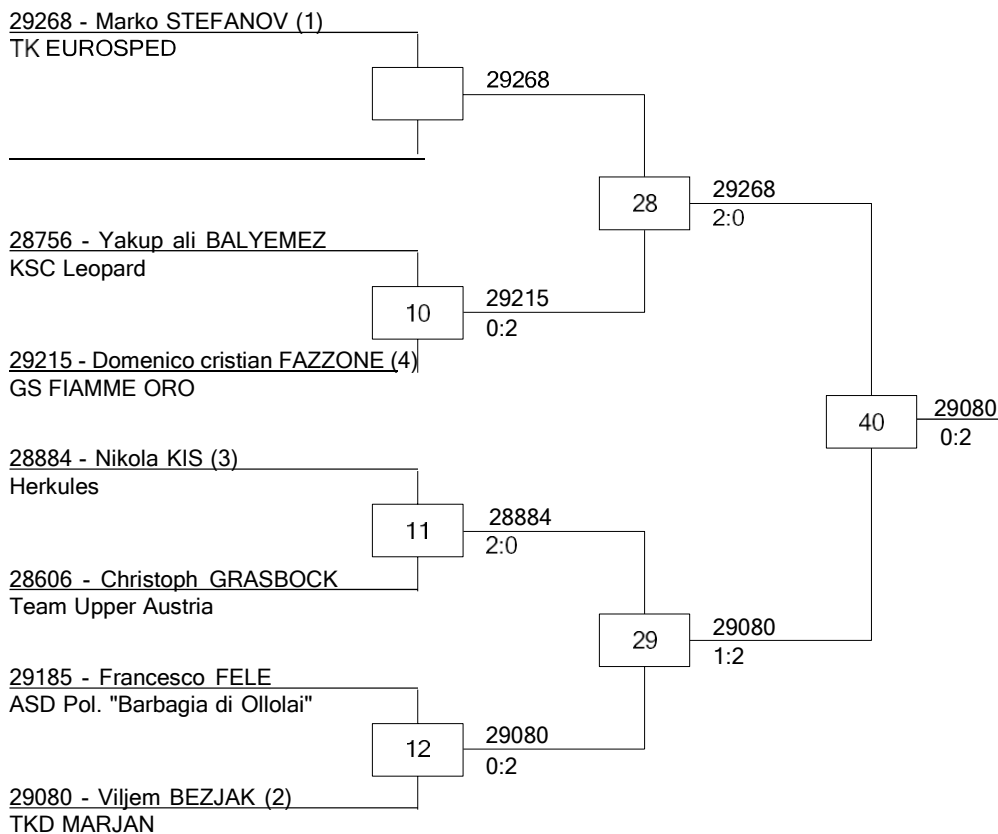 29268 - Marko STEFANOV (1)
TK EUROSPED
29268
28
29268
2:0
28756 - Yakup ali BALYEMEZ
KSC Leopard
10
29215
0:2
29215 - Domenico cristian FAZZONE (4)
GS FIAMME ORO
40
29080
0:2
28884 - Nikola KIS (3)
Herkules
11
28884
2:0
28606 - Christoph GRASBOCK
Team Upper Austria
29
29080
1:2
29185 - Francesco FELE
ASD Pol. "Barbagia di Ollolai"
12
29080
0:2
29080 - Viljem BEZJAK (2)
TKD MARJAN